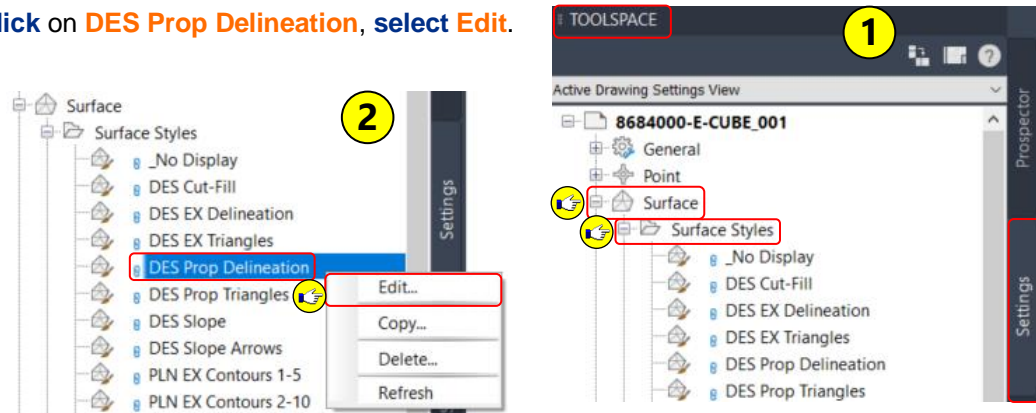 lick on DES Prop Delineation, select Edit.
2
Surface
Surface Styles
_No Display
DES Cut-Fill
DES EX Delineation
DES EX Triangles
DES Prop Delineation
DES Prop Triangles
DES Slope
DES Slope Arrows
PLN EX Contours 1-5
PLN EX Contours 2-10
Edit...
Copy...
Delete...
Refresh
Settings
TOOLSPACE
1
Active Drawing Settings View
8684000-E-CUBE_001
General
Point
Surface
Surface Styles
_No Display
DES Cut-Fill
DES EX Delineation
DES EX Triangles
DES Prop Delineation
DES Prop Triangles
Prospector
Settings